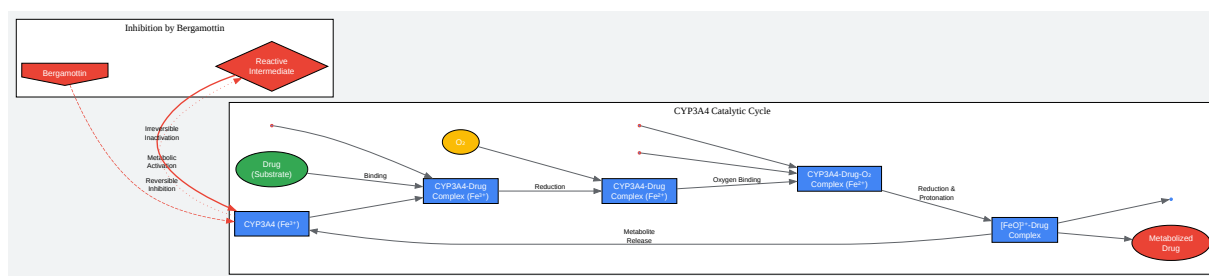 Inhibition by Bergamottin
Bergamottin
Reactive
Intermediate
Irreversible
Inactivation
Metabolic
Activation
Reversible
Inhibition
CYP3A4 Catalytic Cycle
Drug
(Substrate)
Binding
CYP3A4 (Fe³⁺)
O₂
CYP3A4-Drug
Complex (Fe³⁺)
Reduction
CYP3A4-Drug
Complex (Fe²⁺)
Oxygen Binding
CYP3A4-Drug-O₂
Complex (Fe²⁺)
Reduction &
Protonation
[FeO]³⁺-Drug
Complex
Metabolite
Release
Metabolized
Drug